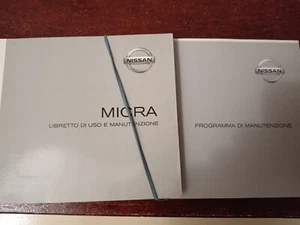 NISSAN
MICRA
LIBRETTO DI USO E MANUTENZIONE
NISSAN
PROGRAMMA DI MANUTENZIONE